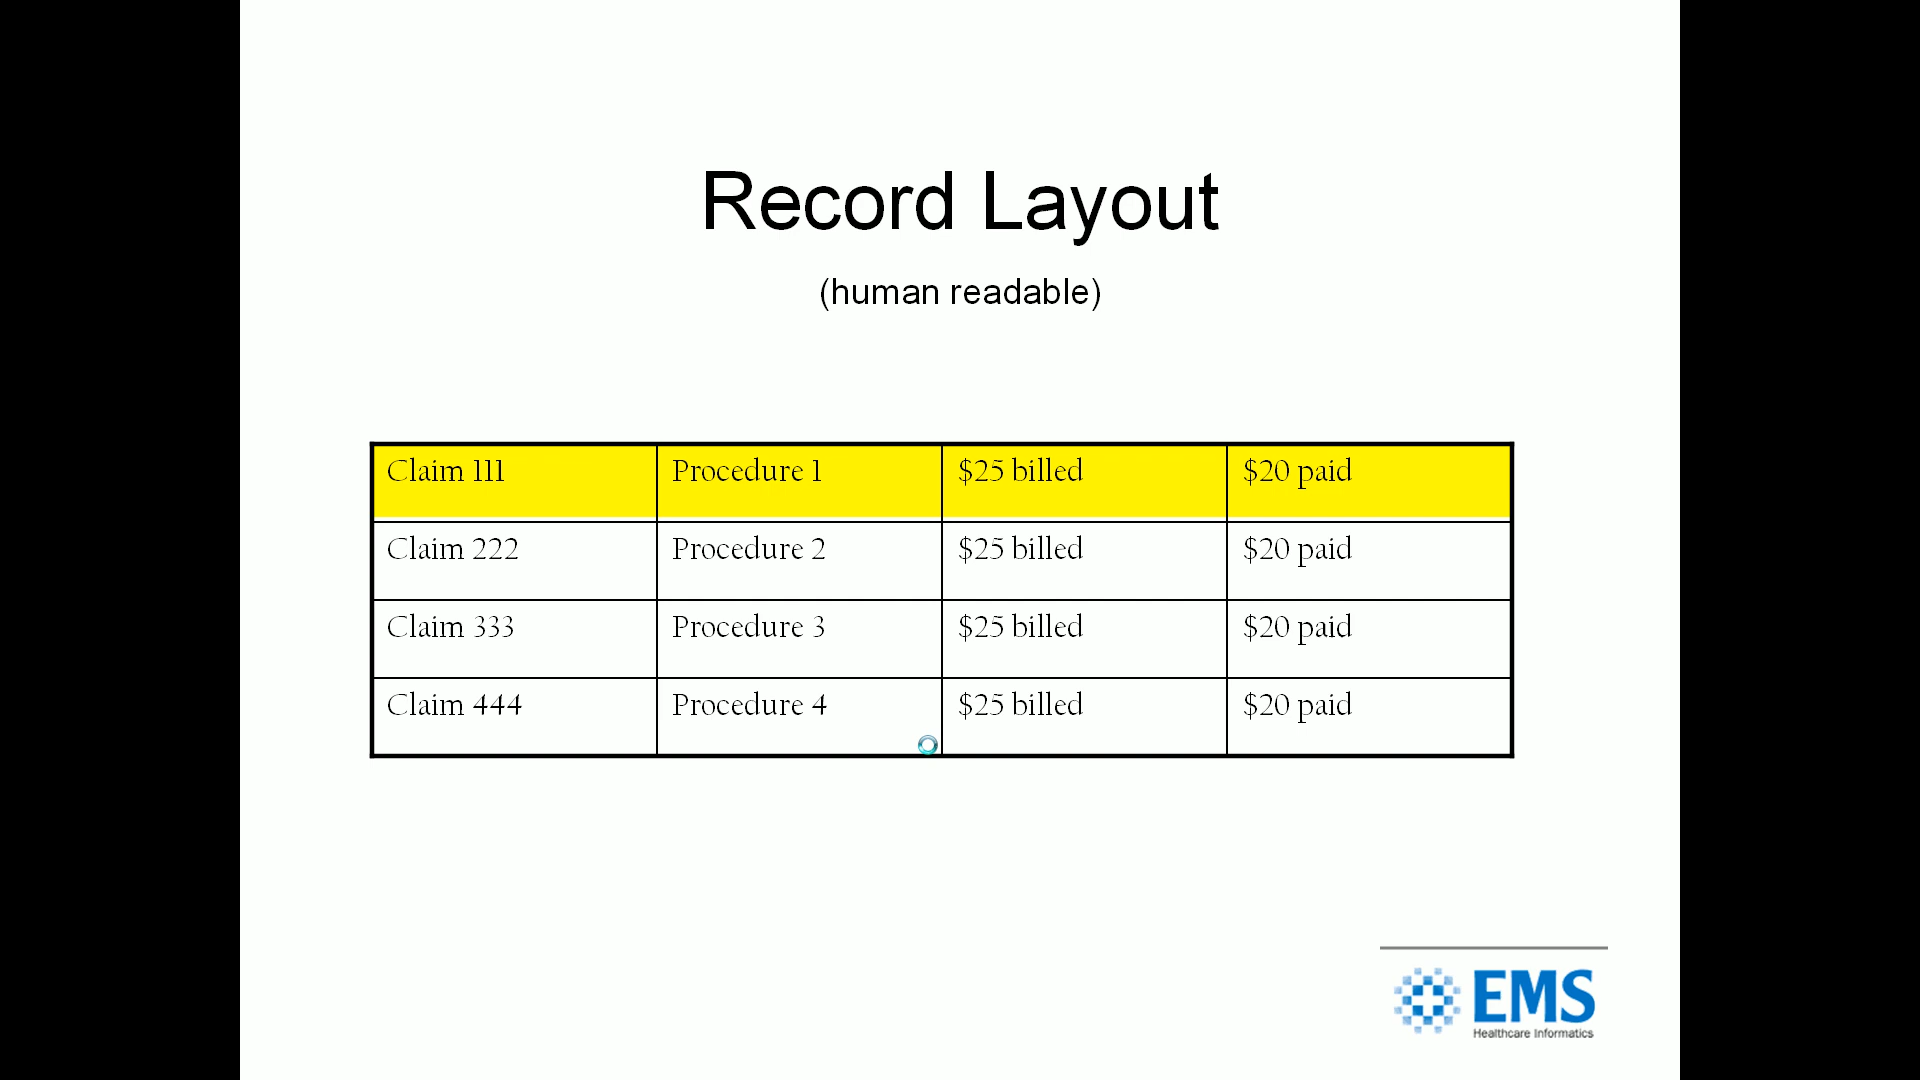 Record Layout
(human readable)
Claim 111 Procedure 1 $25 billed $20 paid
Claim 222 Procedure 2 $25 billed $20 paid
Claim 333 Procedure 3 $25 billed $20 paid
Claim 444 Procedure 4 $25 billed $20 paid
EMS
Healthcare Informatics